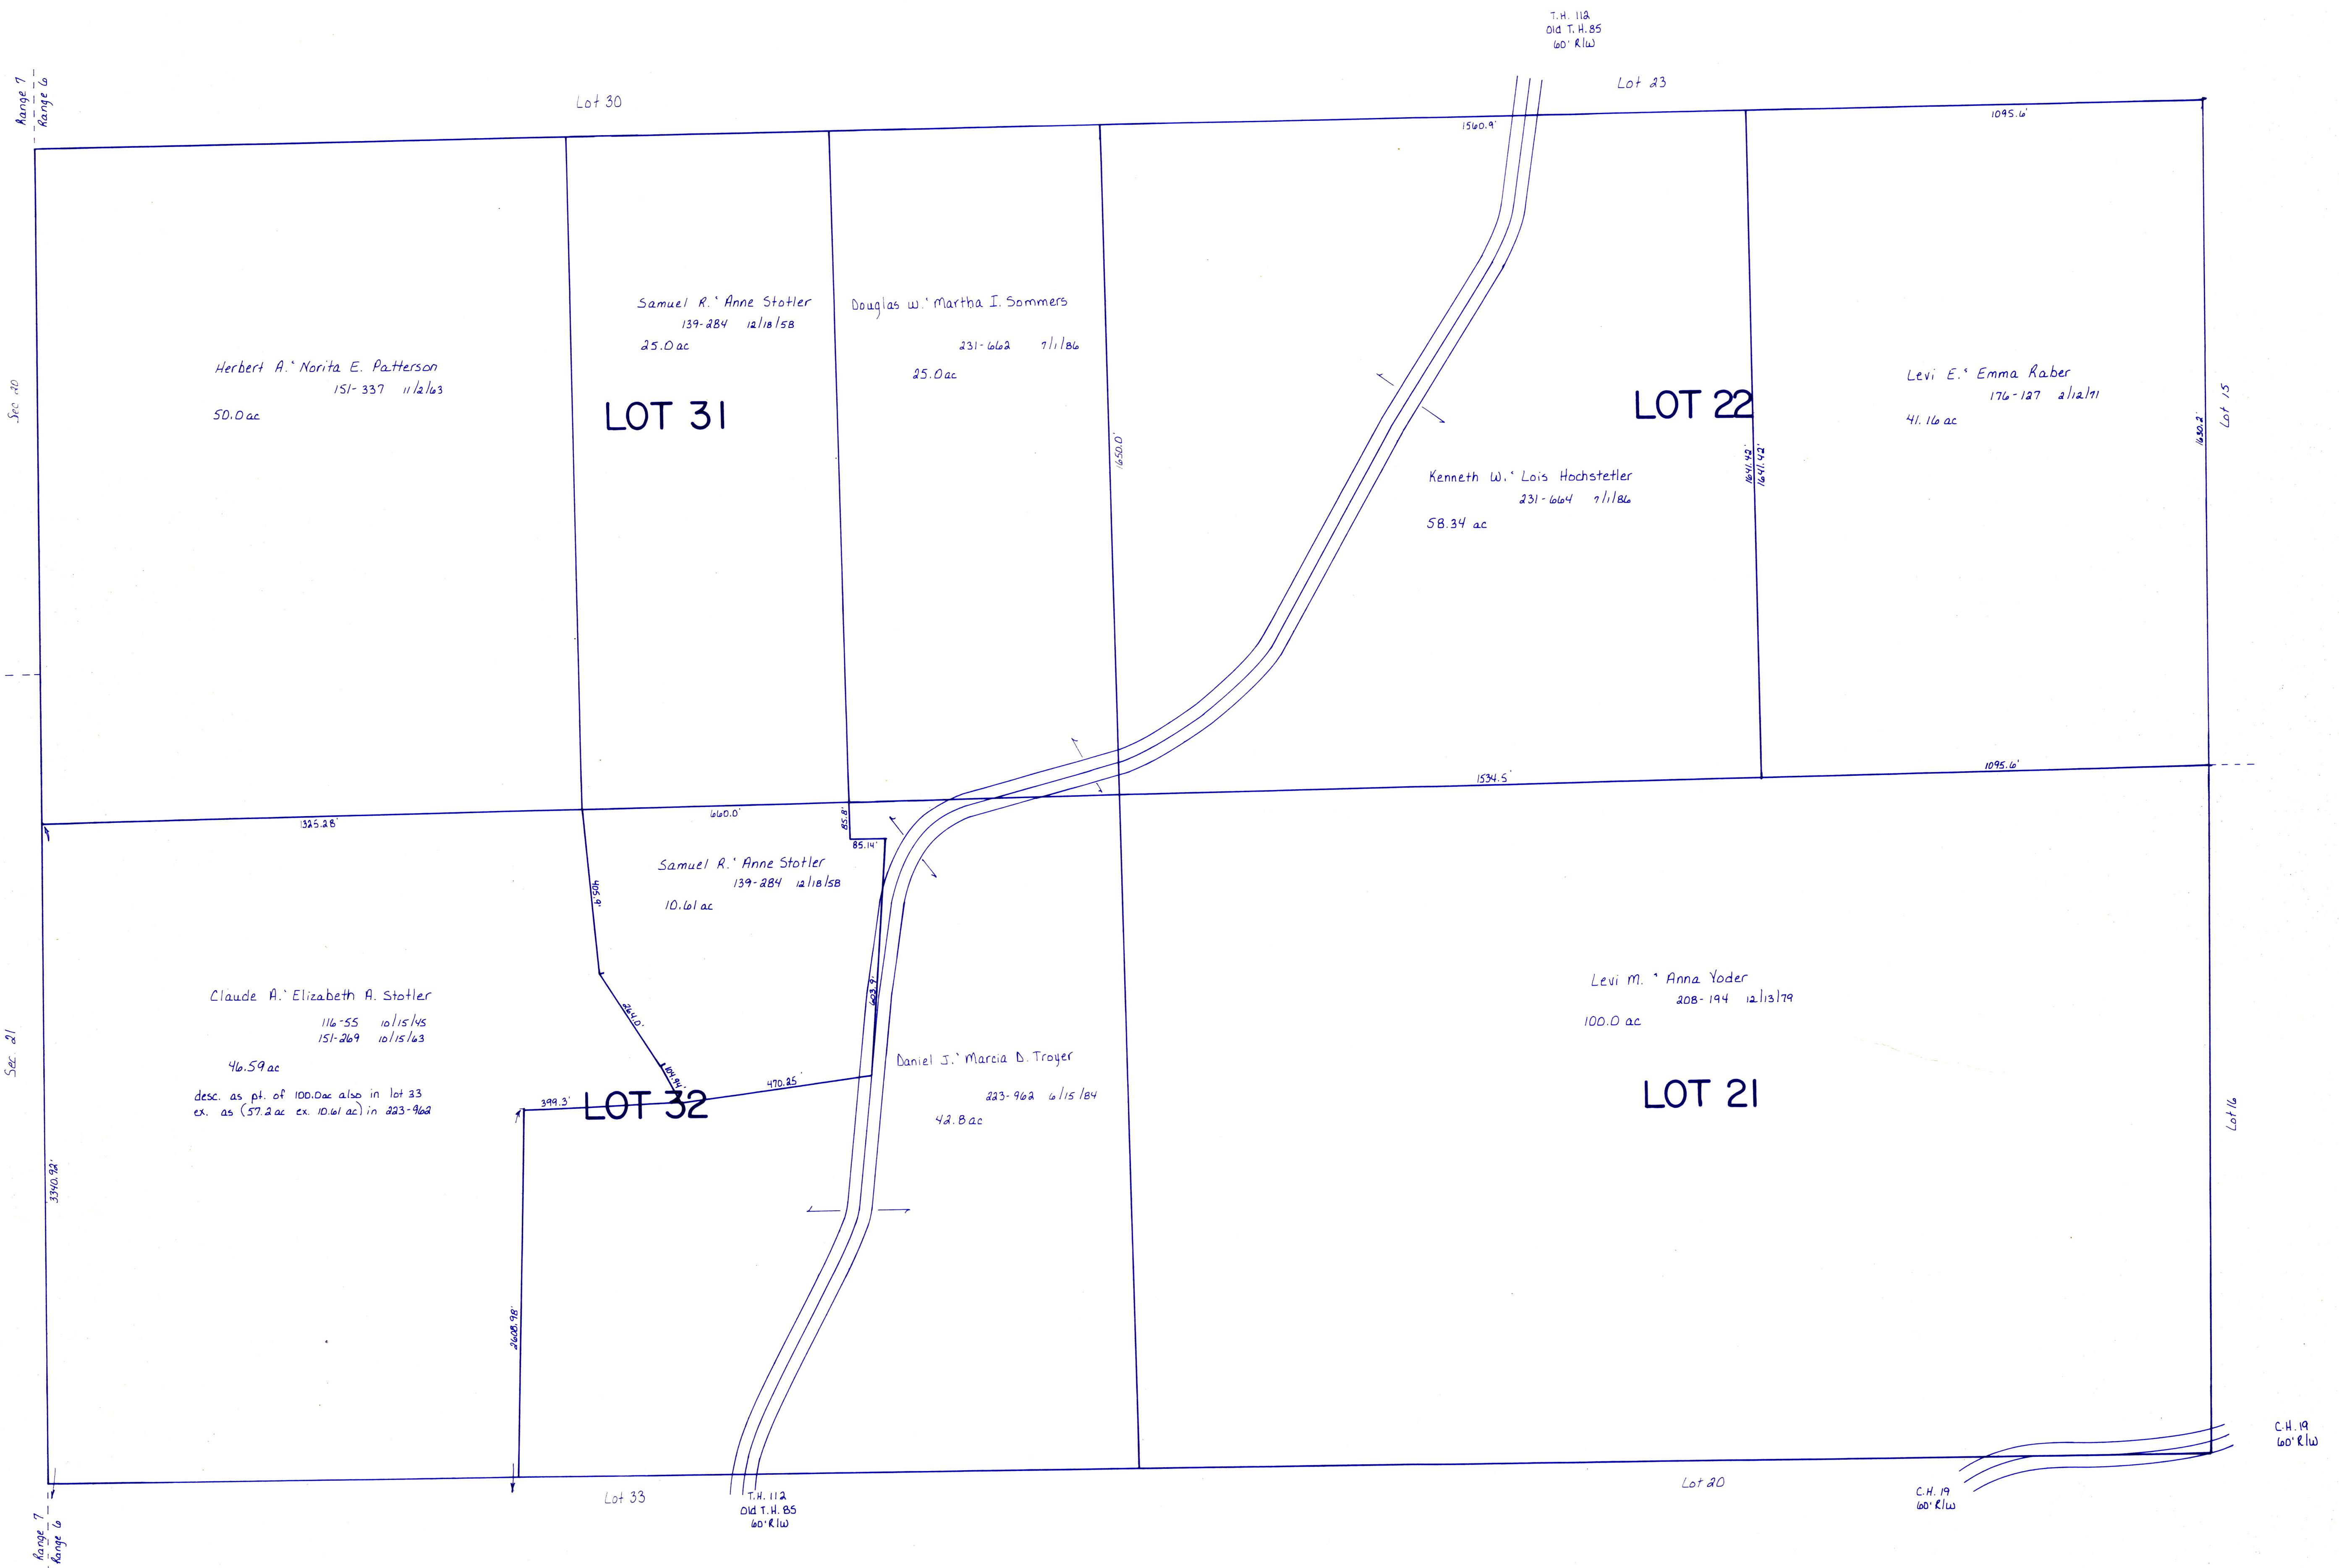 T.H. 112
Old T.H. 85
60' R/W
Range 7
Range 6
Lot 30
Lot 23
1560.9'
1095.6'
Sec 20
Herbert A. ' Norita E. Patterson
151-337 11/2/63
50.0 ac
Samuel R. ' Anne Stotler
139-284 12/18/58
25.0 ac
LOT 31
Douglas W. ' Martha I. Sommers
231-662 7/1/86
25.0 ac
1650.0'
LOT 22
Kenneth W. ' Lois Hochstetler
231-664 7/1/86
58.34 ac
1641.42'
1641.42'
Levi E. ' Emma Raber
176-127 2/12/71
41.16 ac
1630.2'
Lot 15
1325.28'
660.0'
85.8'
85.14'
1534.5'
1095.6'
Samuel R. ' Anne Stotler
139-284 12/18/58
10.61 ac
405.9'
264.0'
104.94'
603.9'
470.25'
399.3'
Sec. 21
Claude A. ' Elizabeth A. Stotler
116-55 10/15/45
151-269 10/15/63
46.59 ac
desc. as pt. of 100.0ac also in lot 33
ex. as (57.2 ac ex. 10.61 ac) in 223-962
LOT 32
Daniel J. ' Marcia D. Troyer
223-962 6/15/84
42.8 ac
Levi M. ' Anna Yoder
208-194 12/13/79
100.0 ac
LOT 21
Lot 16
3340.92'
2608.98'
Lot 33
T.H. 112
Old T.H. 85
60' R/W
Lot 20
C.H. 19
60' R/W
C.H. 19
60' R/W
Range 7
Range 6